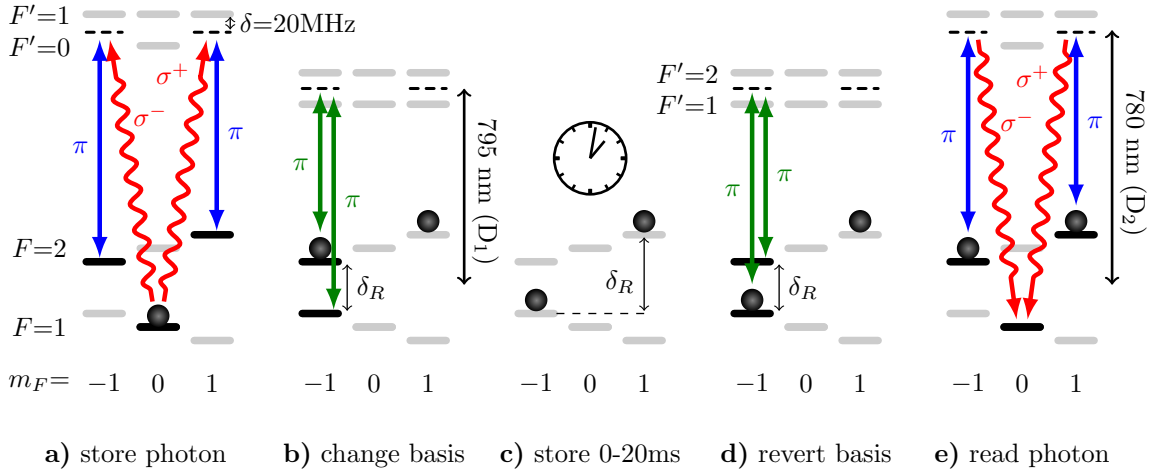 F′=1
δ=20MHz
F′=0
σ⁺
σ⁻
π
π
F=2
F=1
m_F=
−1 0 1
a) store photon
795 nm (D₁)
π
π
δ_R
−1 0 1
b) change basis
δ_R
−1 0 1
c) store 0-20ms
F′=2
F′=1
π
π
δ_R
−1 0 1
d) revert basis
σ⁺
σ⁻
π
π
780 nm (D₂)
−1 0 1
e) read photon